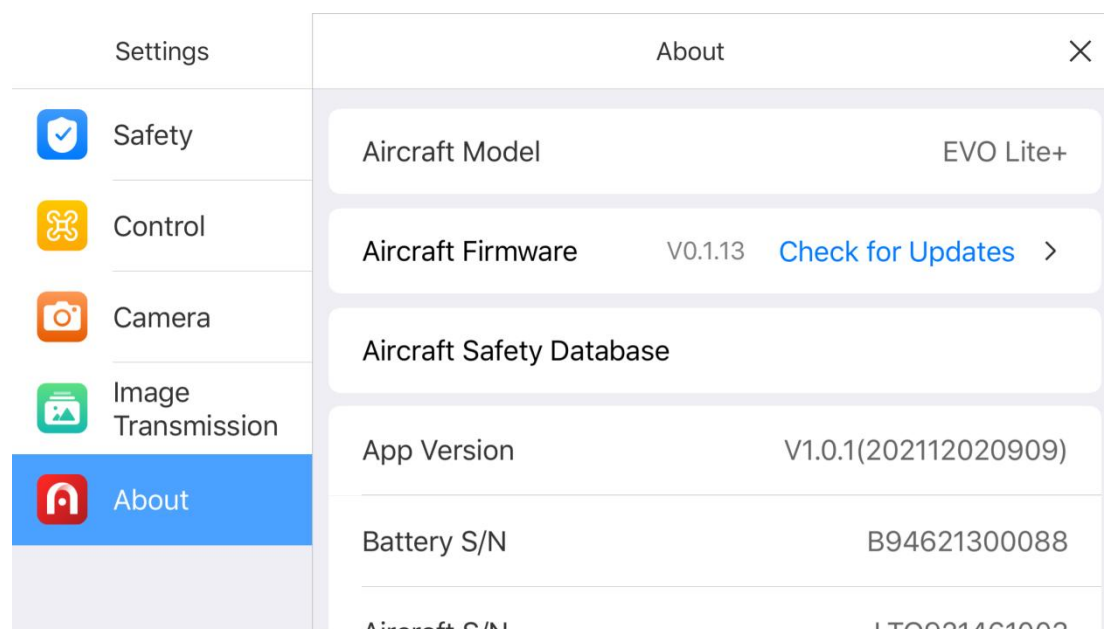 Settings
Safety
Control
Camera
Image
Transmission
About
About
Aircraft Model EVO Lite+
Aircraft Firmware V0.1.13 Check for Updates
Aircraft Safety Database
App Version V1.0.1(202112020909)
Battery S/N B94621300088
Aircraft S/N